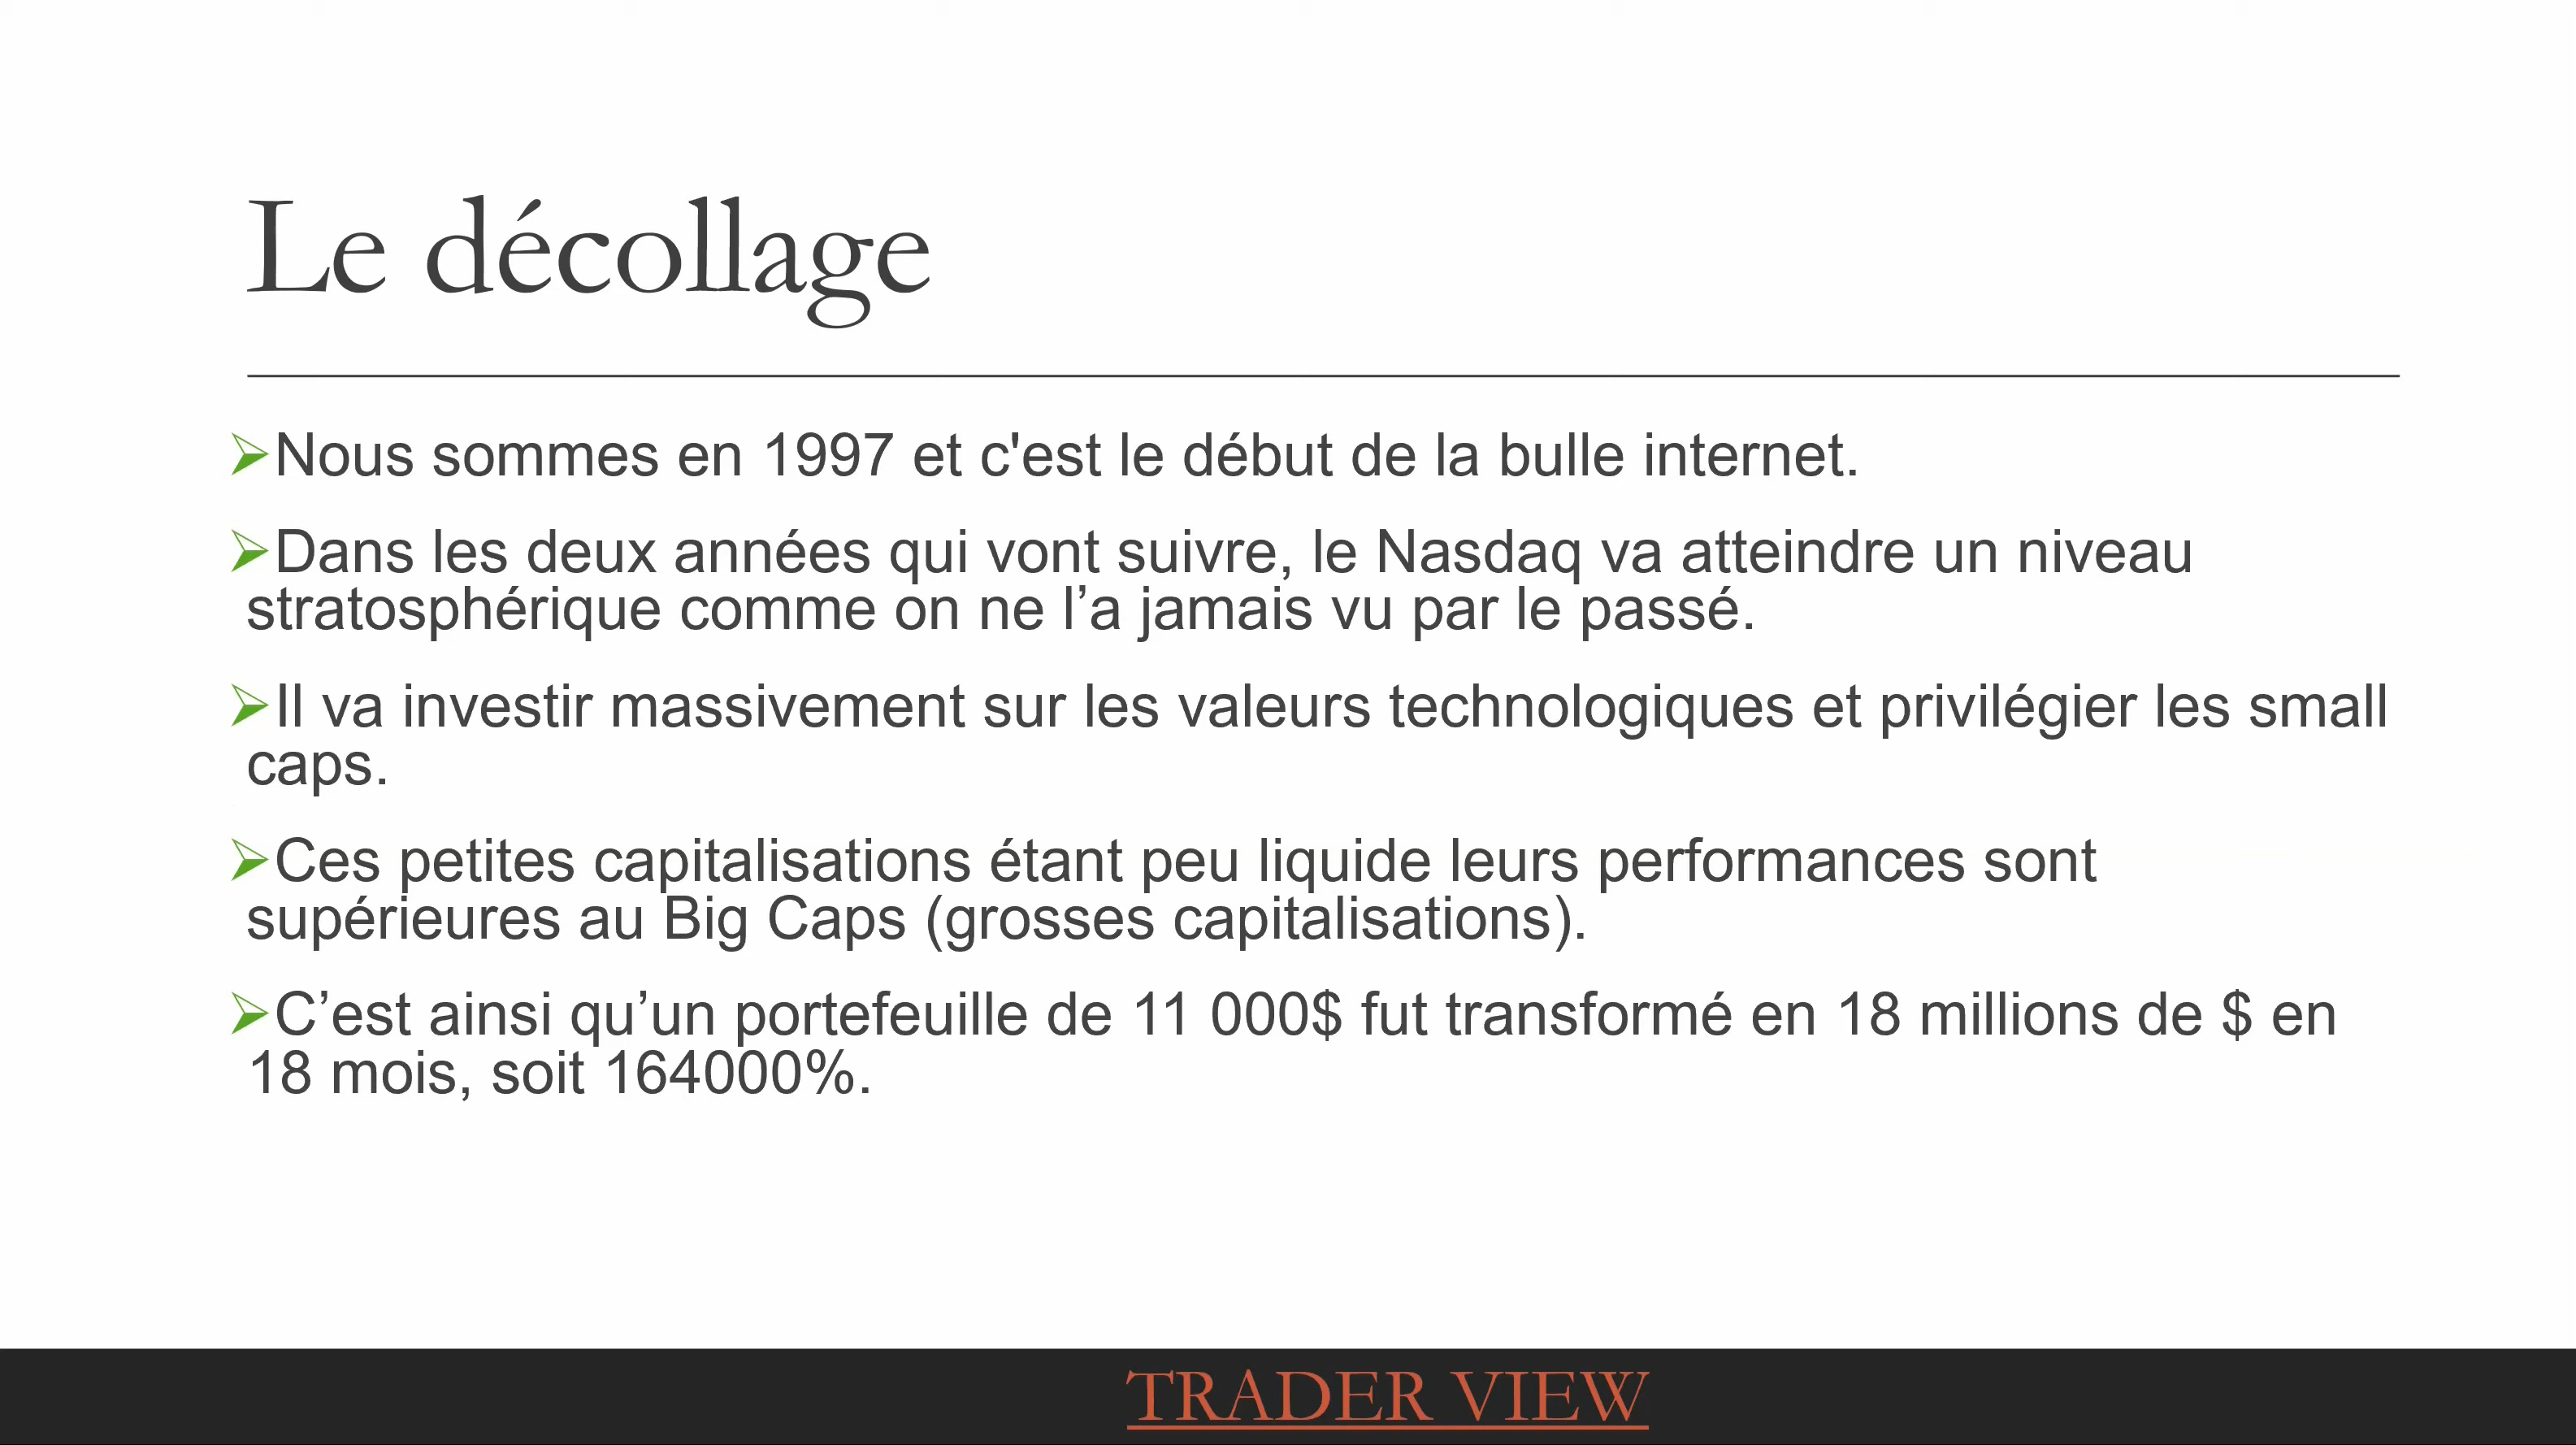 Le décollage
➢Nous sommes en 1997 et c'est le début de la bulle internet.
➢Dans les deux années qui vont suivre, le Nasdaq va atteindre un niveau
stratosphérique comme on ne l’a jamais vu par le passé.
➢Il va investir massivement sur les valeurs technologiques et privilégier les small
caps.
➢Ces petites capitalisations étant peu liquide leurs performances sont
supérieures au Big Caps (grosses capitalisations).
➢C’est ainsi qu’un portefeuille de 11 000$ fut transformé en 18 millions de $ en
18 mois, soit 164000%.
TRADER VIEW